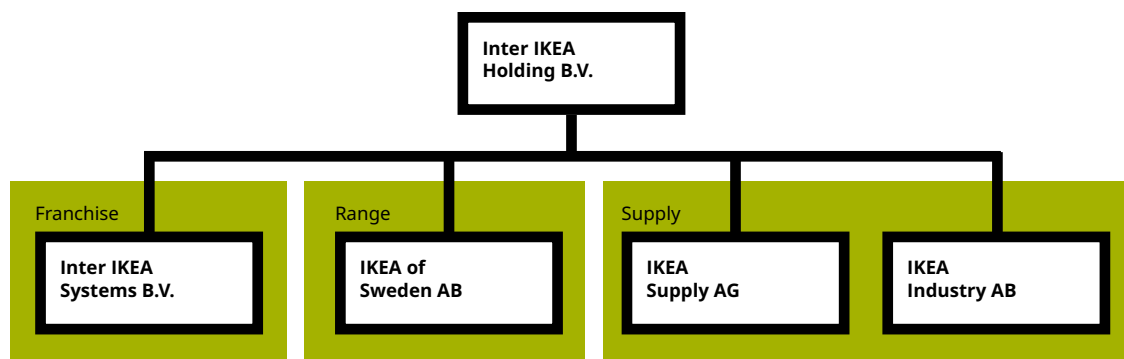 Inter IKEA
Holding B.V.
Franchise
Inter IKEA
Systems B.V.
Range
IKEA of
Sweden AB
Supply
IKEA
Supply AG
IKEA
Industry AB